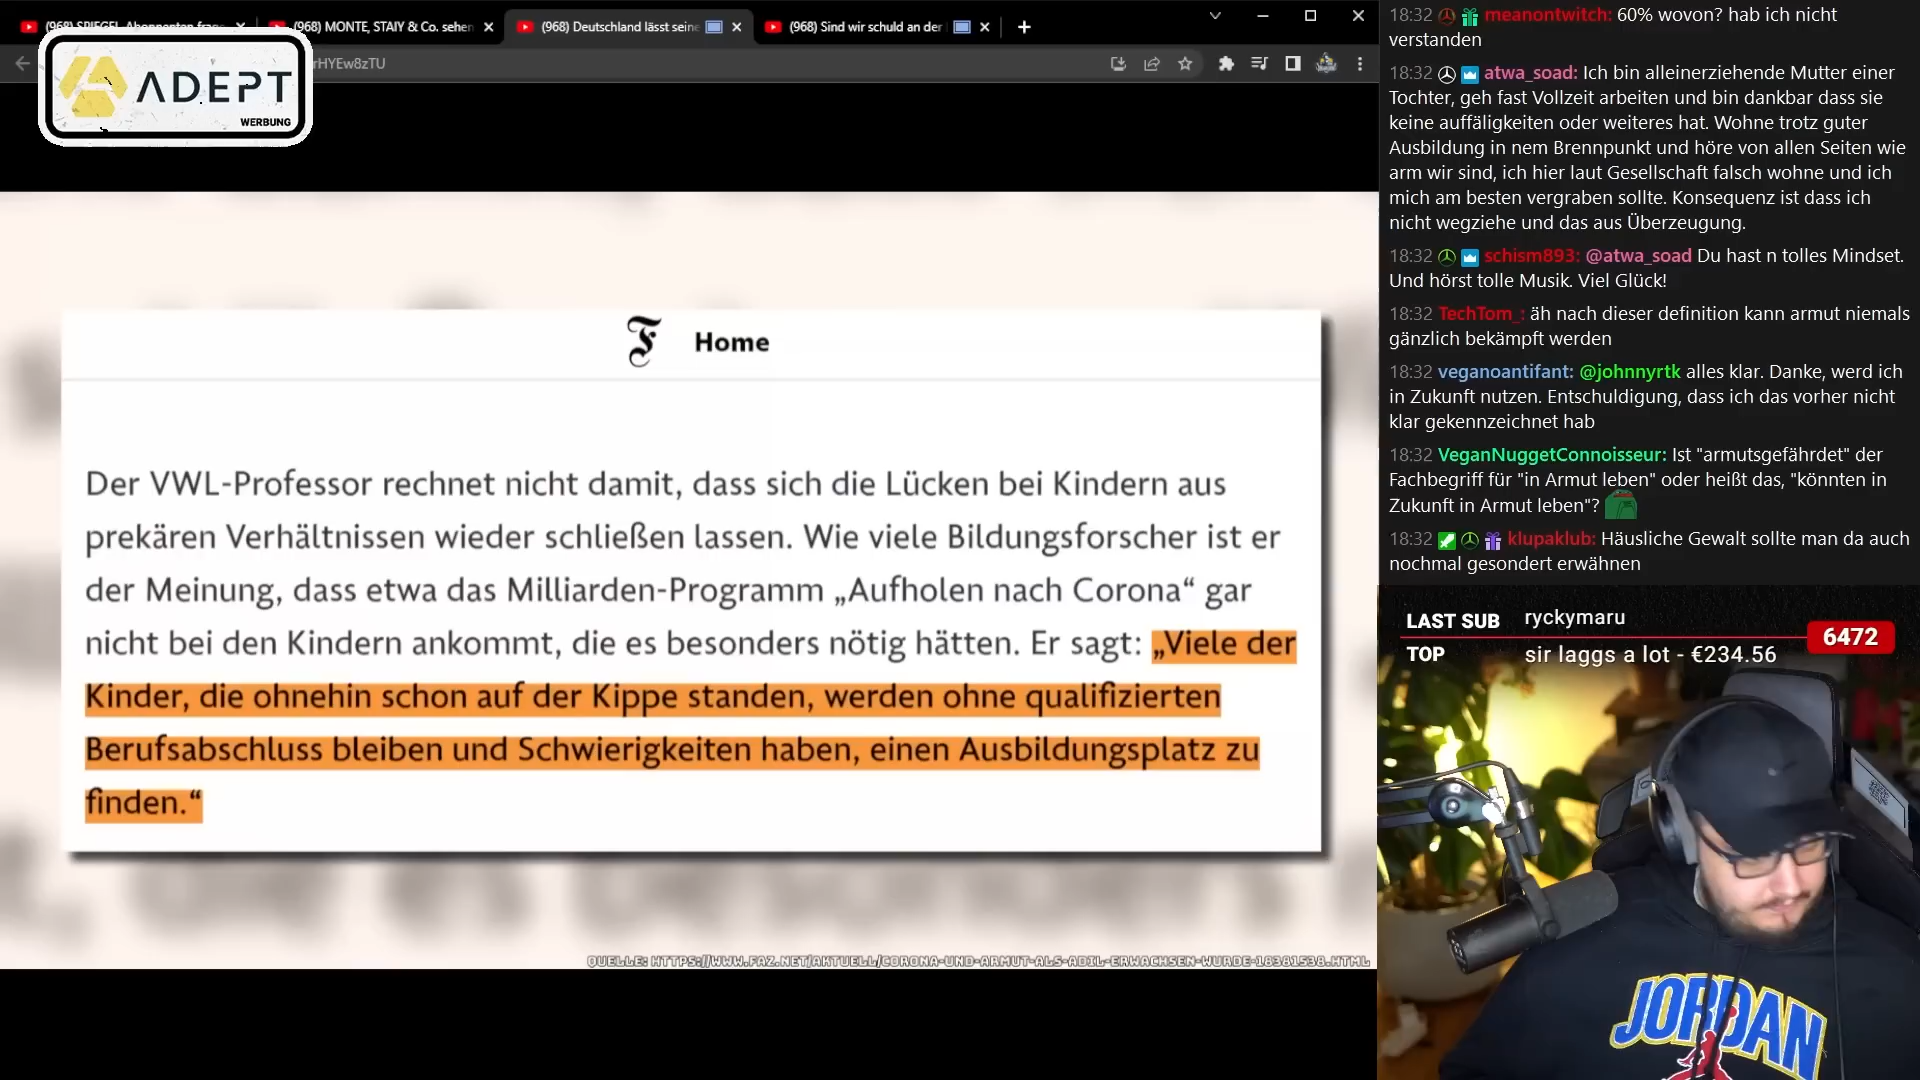 (968) SPIEGEL-Abonnenten frage
(968) MONTE, STAIY & Co. sehen
(968) Deutschland lässt seine
(968) Sind wir schuld an der
rHYEw8zTU
ADEPT
WERBUNG
Home
Der VWL-Professor rechnet nicht damit, dass sich die Lücken bei Kindern aus
prekären Verhältnissen wieder schließen lassen. Wie viele Bildungsforscher ist er
der Meinung, dass etwa das Milliarden-Programm „Aufholen nach Corona“ gar
nicht bei den Kindern ankommt, die es besonders nötig hätten. Er sagt: „Viele der
Kinder, die ohnehin schon auf der Kippe standen, werden ohne qualifizierten
Berufsabschluss bleiben und Schwierigkeiten haben, einen Ausbildungsplatz zu
finden.“
QUELLE: HTTPS://WWW.FAZ.NET/AKTUELL/CORONA-UND-ARMUT-ALS-ADIL-ERWACHSEN-WURDE-18381538.HTML
18:32 meanontwitch: 60% wovon? hab ich nicht
verstanden
18:32 atwa_soad: Ich bin alleinerziehende Mutter einer
Tochter, geh fast Vollzeit arbeiten und bin dankbar dass sie
keine auffäligkeiten oder weiteres hat. Wohne trotz guter
Ausbildung in nem Brennpunkt und höre von allen Seiten wie
arm wir sind, ich hier laut Gesellschaft falsch wohne und ich
mich am besten vergraben sollte. Konsequenz ist dass ich
nicht wegziehe und das aus Überzeugung.
18:32 schism893: @atwa_soad Du hast n tolles Mindset.
Und hörst tolle Musik. Viel Glück!
18:32 TechTom_: äh nach dieser definition kann armut niemals
gänzlich bekämpft werden
18:32 veganoantifant: @johnnyrtk alles klar. Danke, werd ich
in Zukunft nutzen. Entschuldigung, dass ich das vorher nicht
klar gekennzeichnet hab
18:32 VeganNuggetConnoisseur: Ist "armutsgefährdet" der
Fachbegriff für "in Armut leben" oder heißt das, "könnten in
Zukunft in Armut leben"?
18:32 klupaklub: Häusliche Gewalt sollte man da auch
nochmal gesondert erwähnen
LAST SUB ryckymaru
6472
TOP sir laggs a lot - €234.56
JORDAN